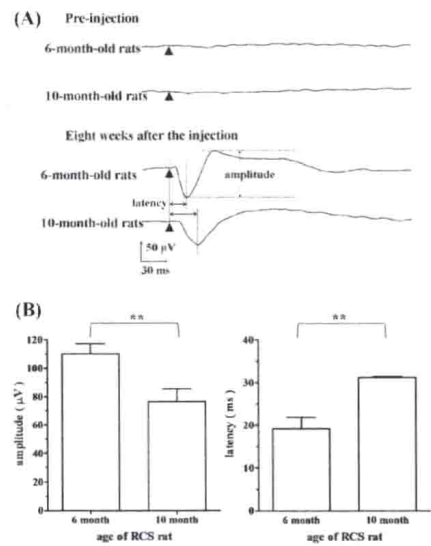 (A)
Pre-injection
6-month-old rats
10-month-old rats
Eight weeks after the injection
6-month-old rats
amplitude
latency
10-month-old rats
50 μV
30 ms
(B)
**
**
120
100
80
60
40
20
0
amplitude ( μV )
6 month
10 month
age of RCS rat
40
30
20
10
0
latency ( ms )
6 month
10 month
age of RCS rat